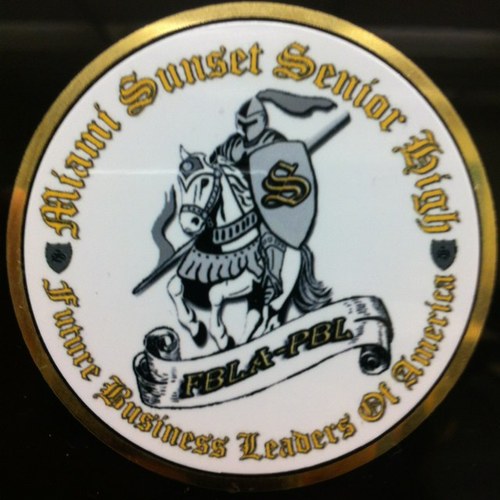 Miami Sunset Senior High
S
FBLA-PBL
Future Business Leaders Of America